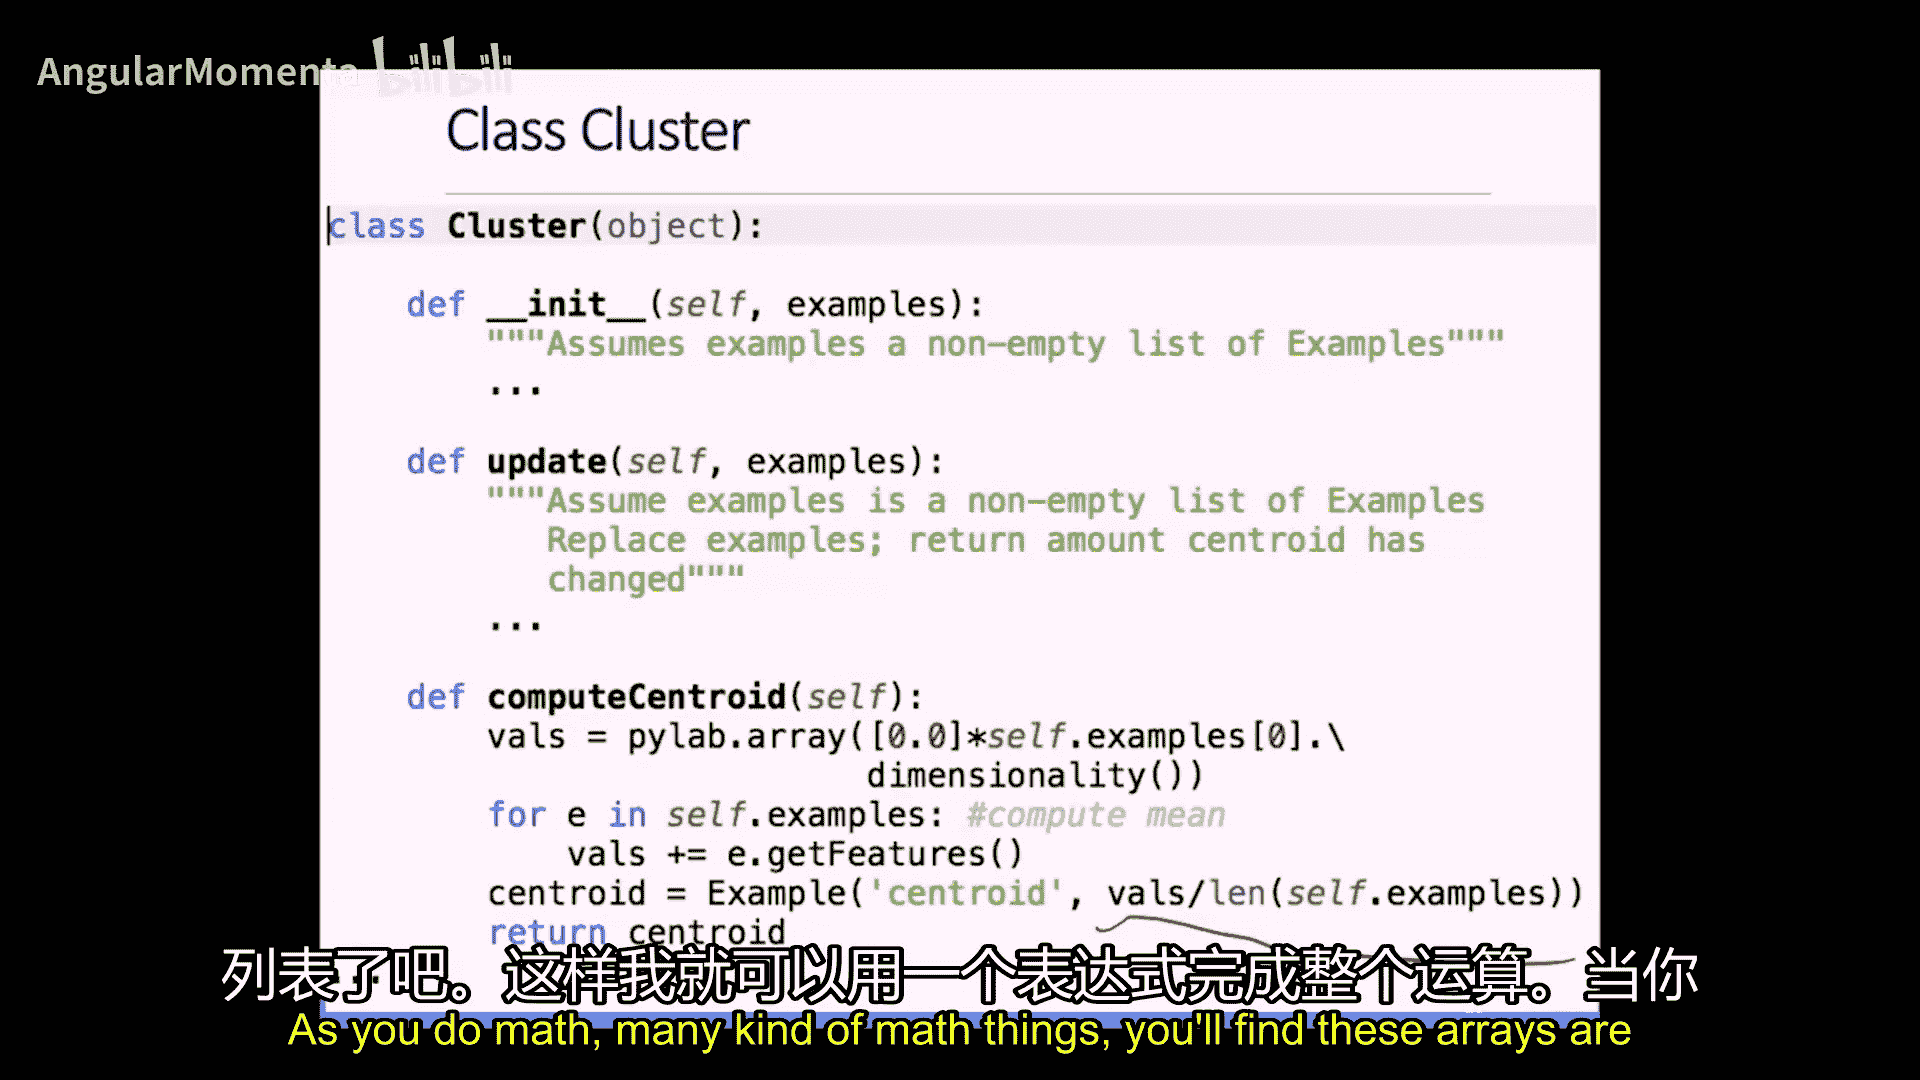 AngularMomenta bilibili
Class Cluster
class Cluster(object):
def __init__(self, examples):
"""Assumes examples a non-empty list of Examples"""
...
def update(self, examples):
"""Assume examples is a non-empty list of Examples
Replace examples; return amount centroid has
changed"""
...
def computeCentroid(self):
vals = pylab.array([0.0]*self.examples[0].\
dimensionality())
for e in self.examples: #compute mean
vals += e.getFeatures()
centroid = Example('centroid', vals/len(self.examples))
return centroid
列表了吧。这样我就可以用一个表达式完成整个运算。当你
As you do math, many kind of math things, you'll find these arrays are